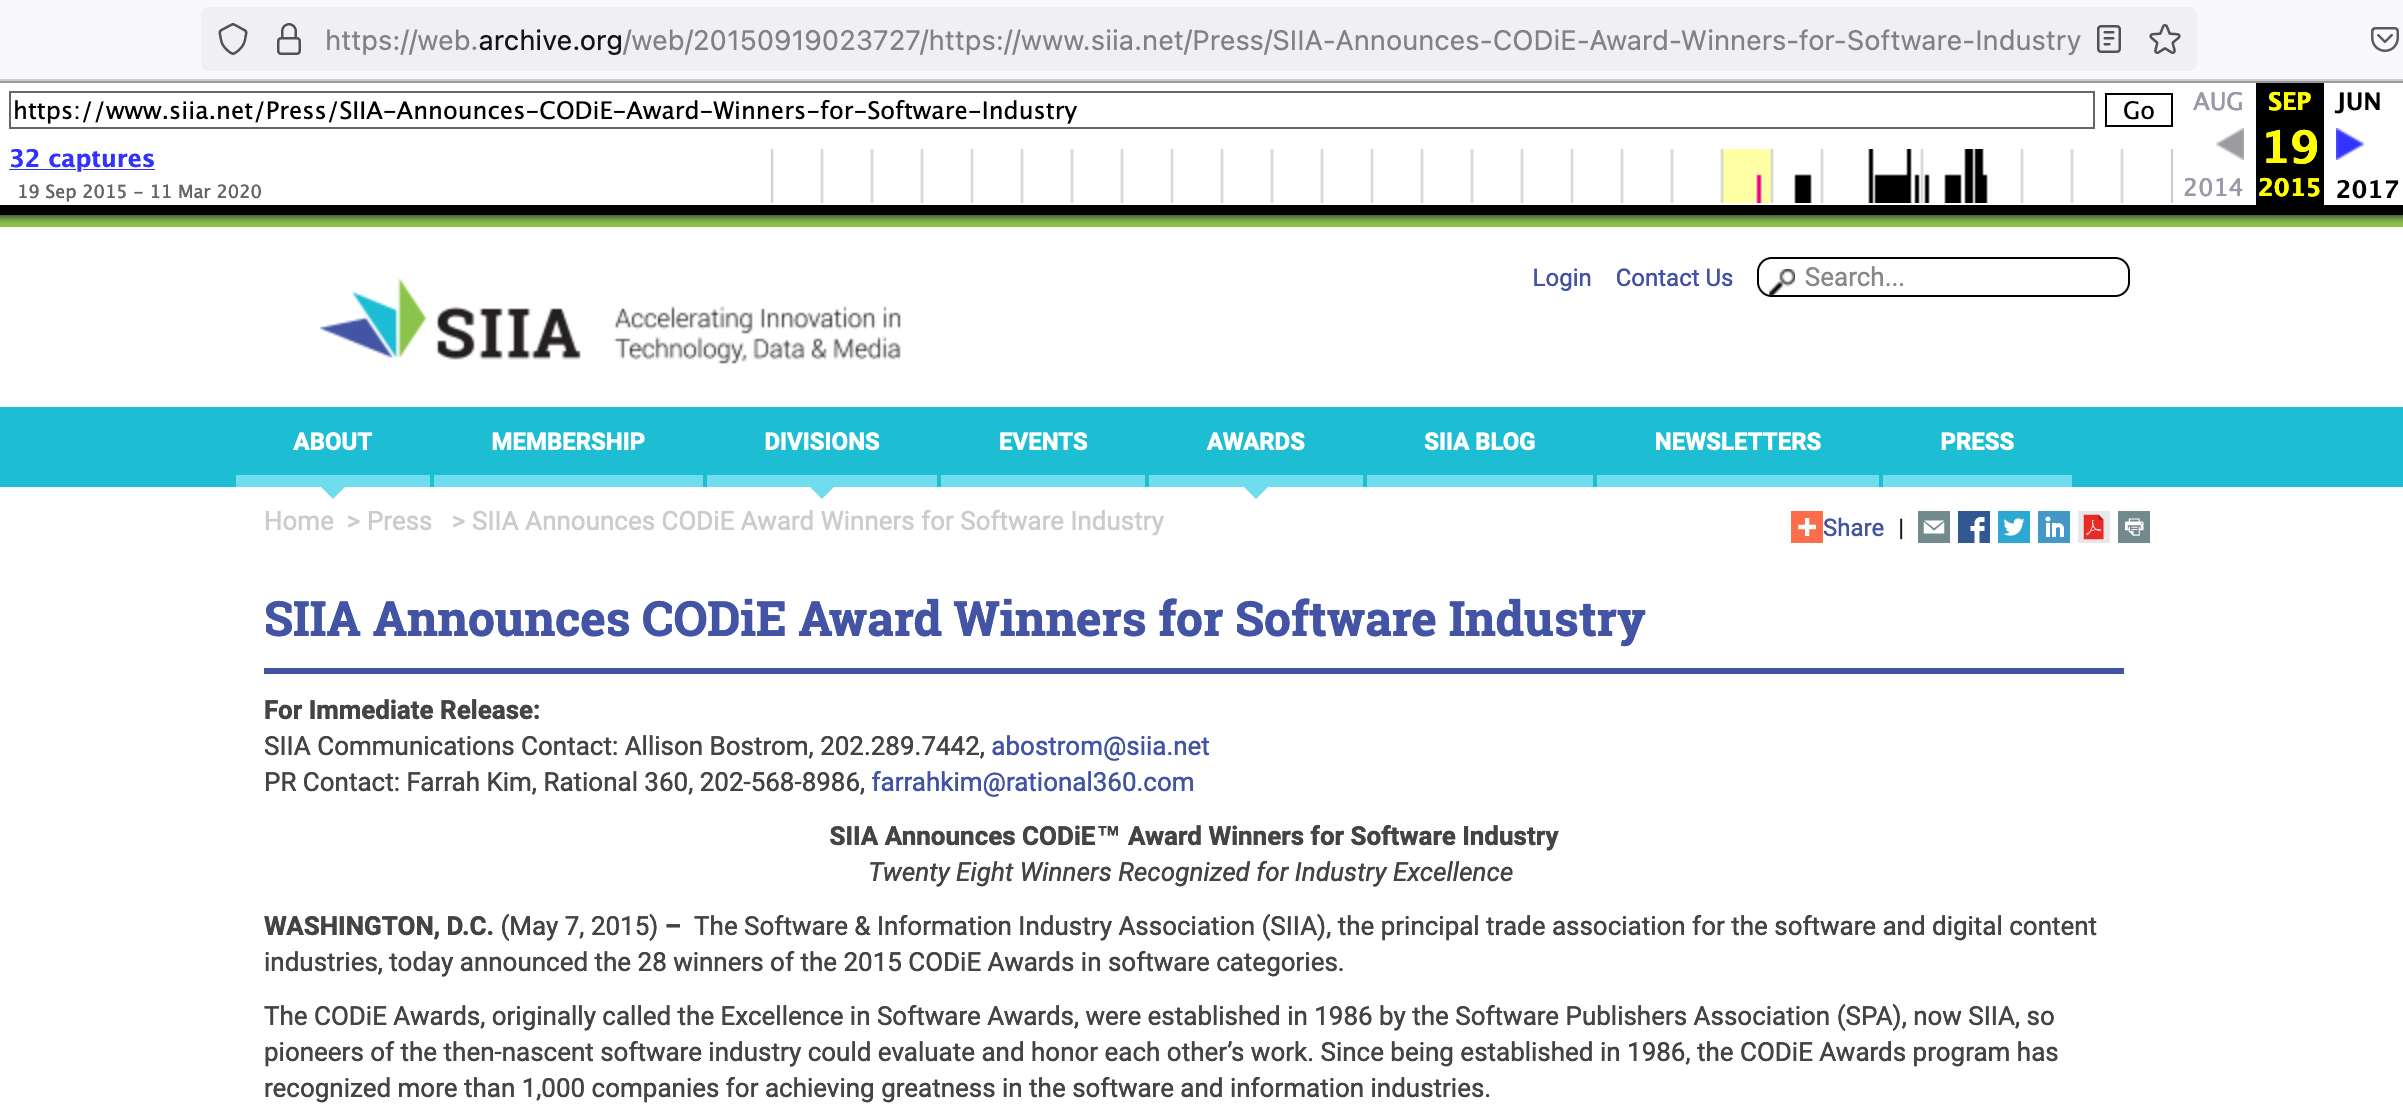 https://web.archive.org/web/20150919023727/https://www.siia.net/Press/SIIA-Announces-CODiE-Award-Winners-for-Software-Industry
https://www.siia.net/Press/SIIA-Announces-CODiE-Award-Winners-for-Software-Industry
Go
AUG SEP JUN
32 captures
19
19 Sep 2015 – 11 Mar 2020
2014 2015 2017
Login Contact Us Search...
SIIA
Accelerating Innovation in
Technology, Data & Media
ABOUT MEMBERSHIP DIVISIONS EVENTS AWARDS SIIA BLOG NEWSLETTERS PRESS
Home > Press > SIIA Announces CODiE Award Winners for Software Industry
Share |
SIIA Announces CODiE Award Winners for Software Industry
For Immediate Release:
SIIA Communications Contact: Allison Bostrom, 202.289.7442, abostrom@siia.net
PR Contact: Farrah Kim, Rational 360, 202-568-8986, farrahkim@rational360.com
SIIA Announces CODiE™ Award Winners for Software Industry
Twenty Eight Winners Recognized for Industry Excellence
WASHINGTON, D.C. (May 7, 2015) – The Software & Information Industry Association (SIIA), the principal trade association for the software and digital content
industries, today announced the 28 winners of the 2015 CODiE Awards in software categories.
The CODiE Awards, originally called the Excellence in Software Awards, were established in 1986 by the Software Publishers Association (SPA), now SIIA, so
pioneers of the then-nascent software industry could evaluate and honor each other's work. Since being established in 1986, the CODiE Awards program has
recognized more than 1,000 companies for achieving greatness in the software and information industries.